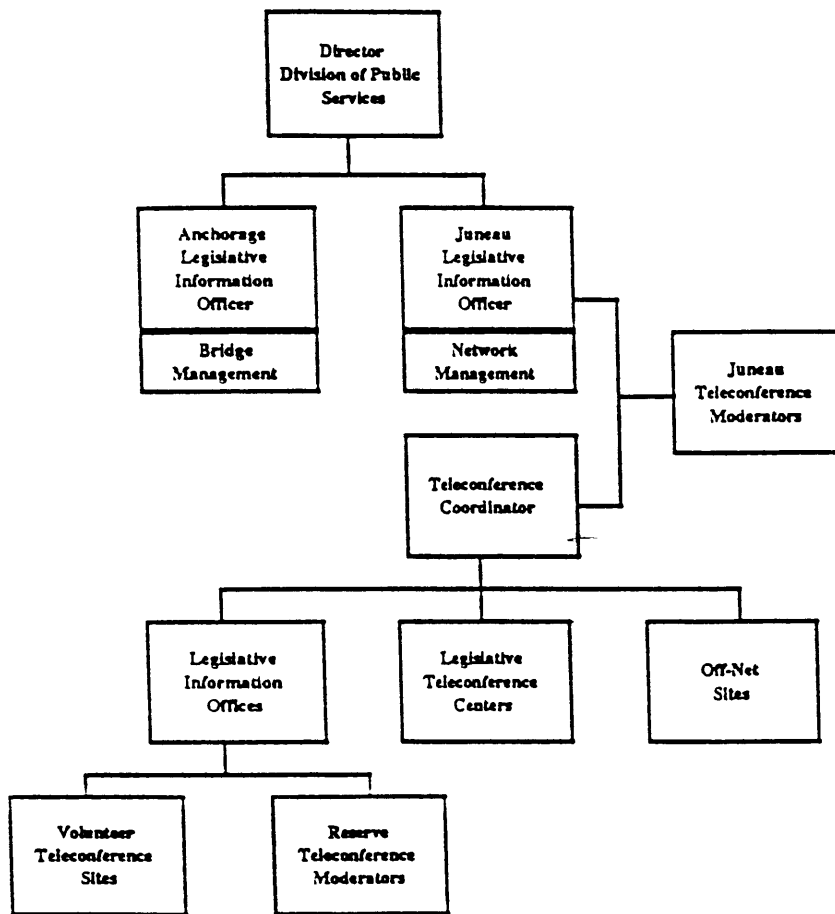 Director
Division of Public
Services
Anchorage
Legislative
Information
Officer
Bridge
Management
Juneau
Legislative
Information
Officer
Network
Management
Juneau
Teleconference
Moderators
Teleconference
Coordinator
Legislative
Information
Offices
Legislative
Teleconference
Centers
Off-Net
Sites
Volunteer
Teleconference
Sites
Reserve
Teleconference
Moderators